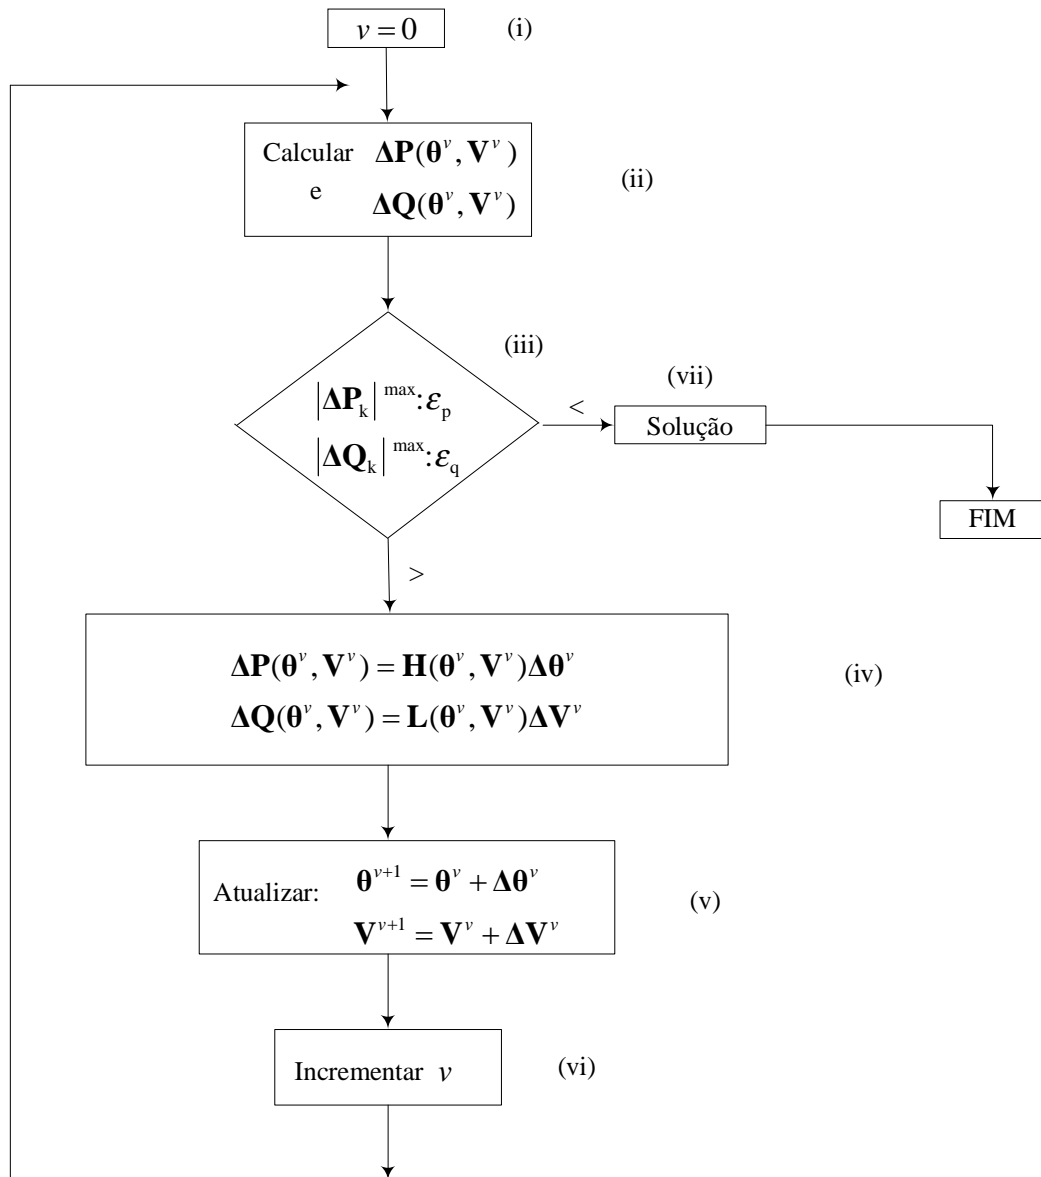 v = 0 (i)
Calcular ΔP(θ^v, V^v)
e
ΔQ(θ^v, V^v)
(ii)
(iii)
|ΔP_k|^max : ε_p
|ΔQ_k|^max : ε_q
<
(vii)
Solução
FIM
>
ΔP(θ^v, V^v) = H(θ^v, V^v)Δθ^v
ΔQ(θ^v, V^v) = L(θ^v, V^v)ΔV^v
(iv)
Atualizar: θ^{v+1} = θ^v + Δθ^v
V^{v+1} = V^v + ΔV^v
(v)
Incrementar v
(vi)